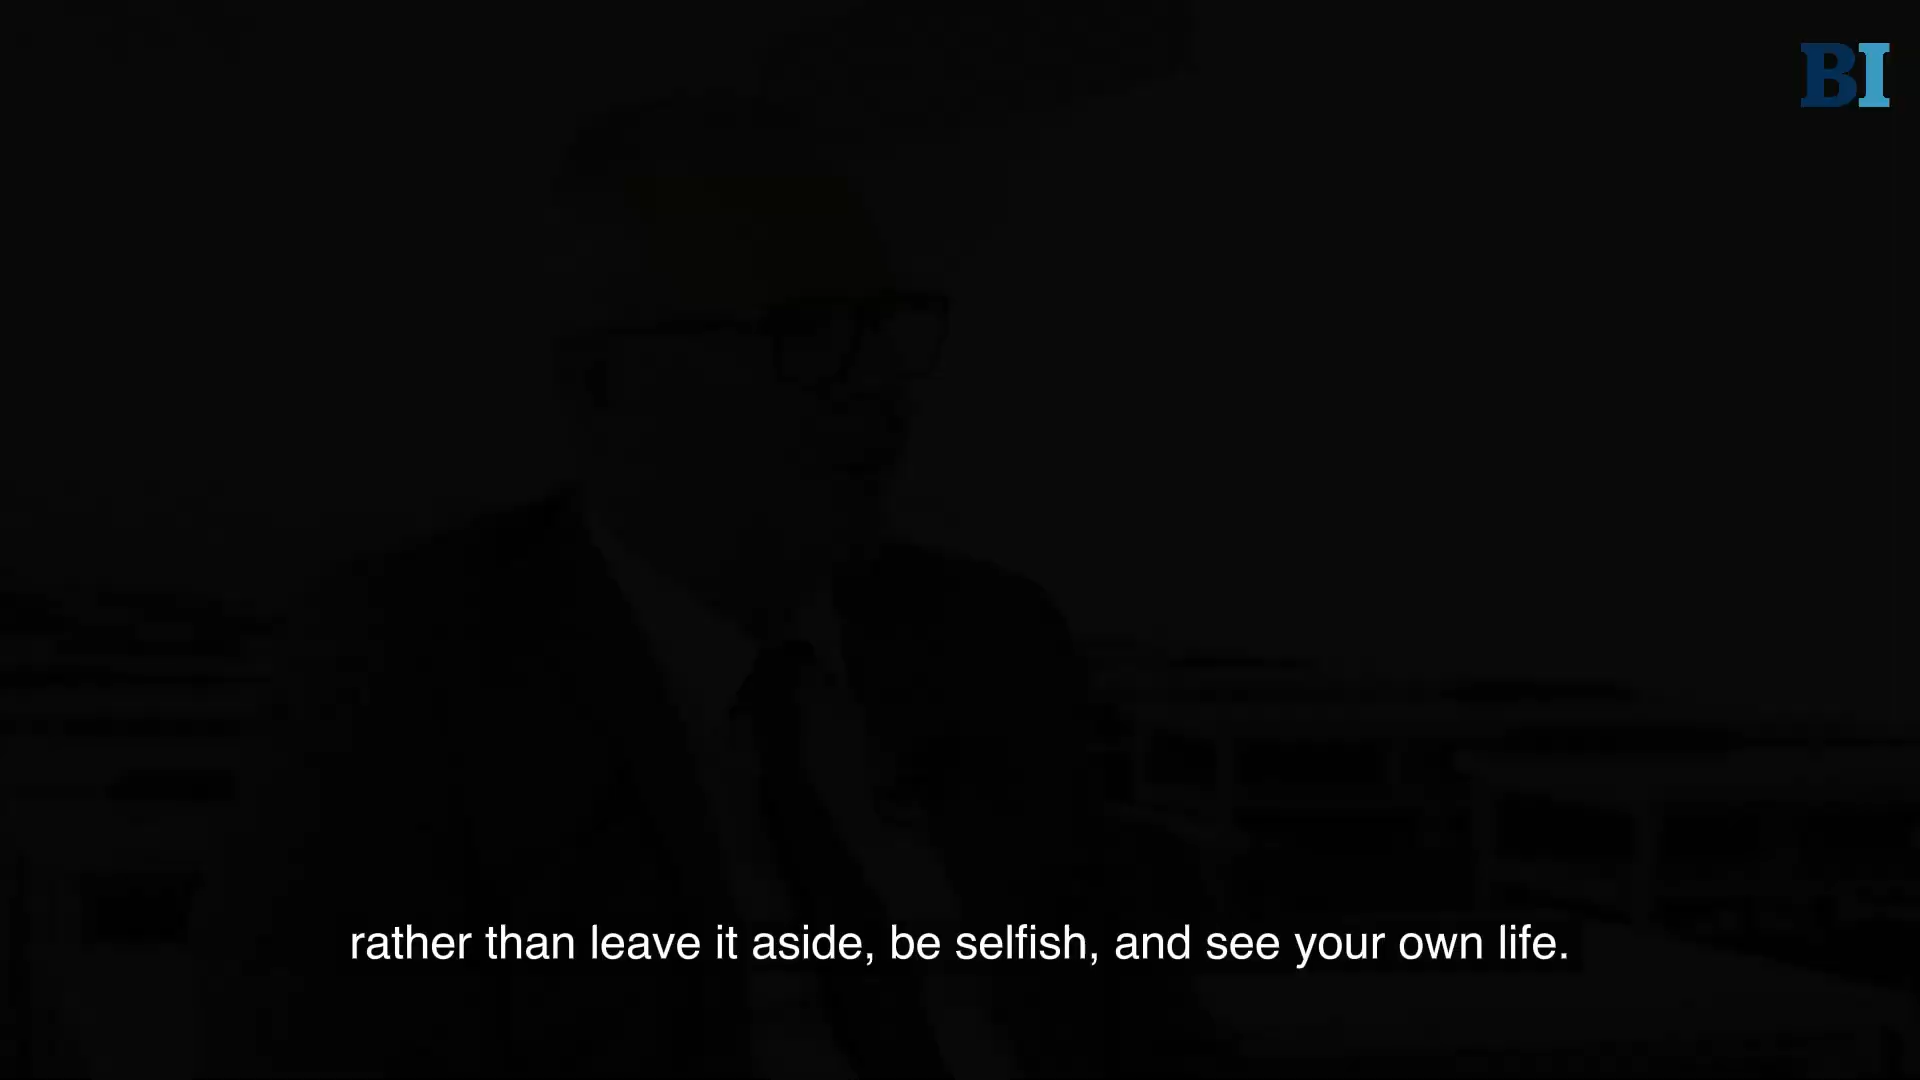 BI
rather than leave it aside, be selfish, and see your own life.